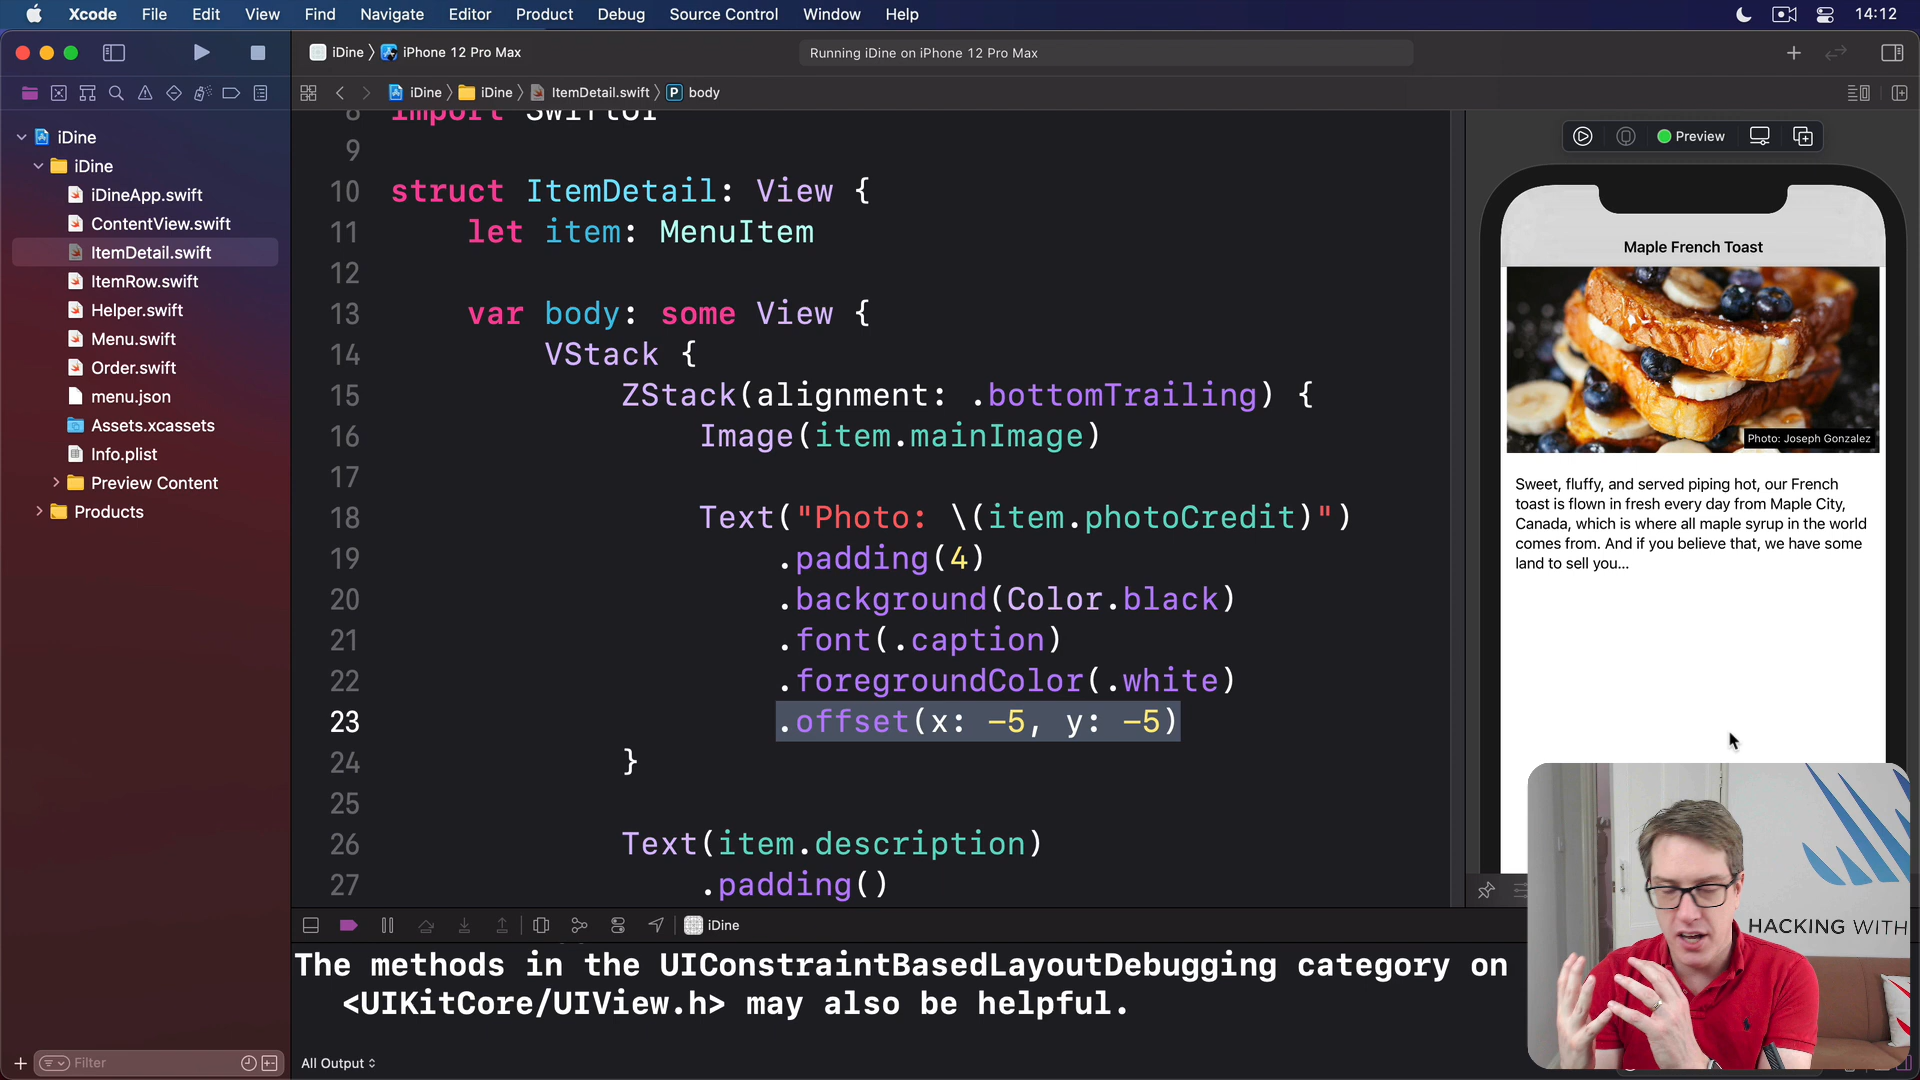 Xcode File Edit View Find Navigate Editor Product Debug Source Control Window Help 14:12
iDine iPhone 12 Pro Max
Running iDine on iPhone 12 Pro Max
iDine iDine ItemDetail.swift body
iDine
iDine
iDineApp.swift
ContentView.swift
ItemDetail.swift
ItemRow.swift
Helper.swift
Menu.swift
Order.swift
menu.json
Assets.xcassets
Info.plist
Preview Content
Products
Filter
8 import SwiftUI
9
10 struct ItemDetail: View {
11 let item: MenuItem
12
13 var body: some View {
14 VStack {
15 ZStack(alignment: .bottomTrailing) {
16 Image(item.mainImage)
17
18 Text("Photo: \(item.photoCredit)")
19 .padding(4)
20 .background(Color.black)
21 .font(.caption)
22 .foregroundColor(.white)
23 .offset(x: -5, y: -5)
24 }
25
26 Text(item.description)
27 .padding()
Preview
Maple French Toast
Photo: Joseph Gonzalez
Sweet, fluffy, and served piping hot, our French
toast is flown in fresh every day from Maple City,
Canada, which is where all maple syrup in the world
comes from. And if you believe that, we have some
land to sell you...
iDine
The methods in the UIConstraintBasedLayoutDebugging category on
<UIKitCore/UIView.h> may also be helpful.
All Output
HACKING WITH